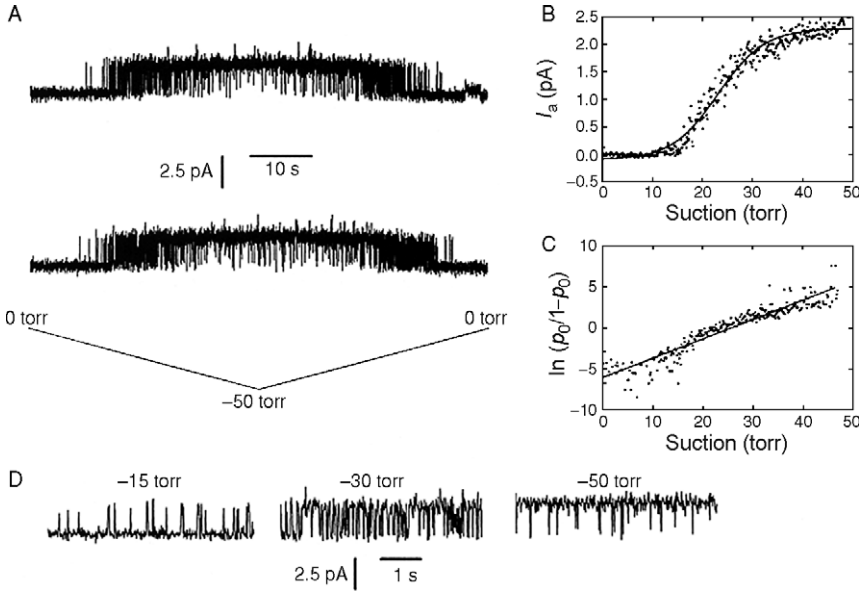 A
2.5 pA
10 s
0 torr
0 torr
−50 torr
B
2.5
2.0
1.5
1.0
0.5
0.0
−0.5
Ia (pA)
0
10
20
30
40
50
Suction (torr)
C
10
5
0
−5
−10
ln (p0/1−p0)
0
10
20
30
40
50
Suction (torr)
D
−15 torr
−30 torr
−50 torr
2.5 pA
1 s